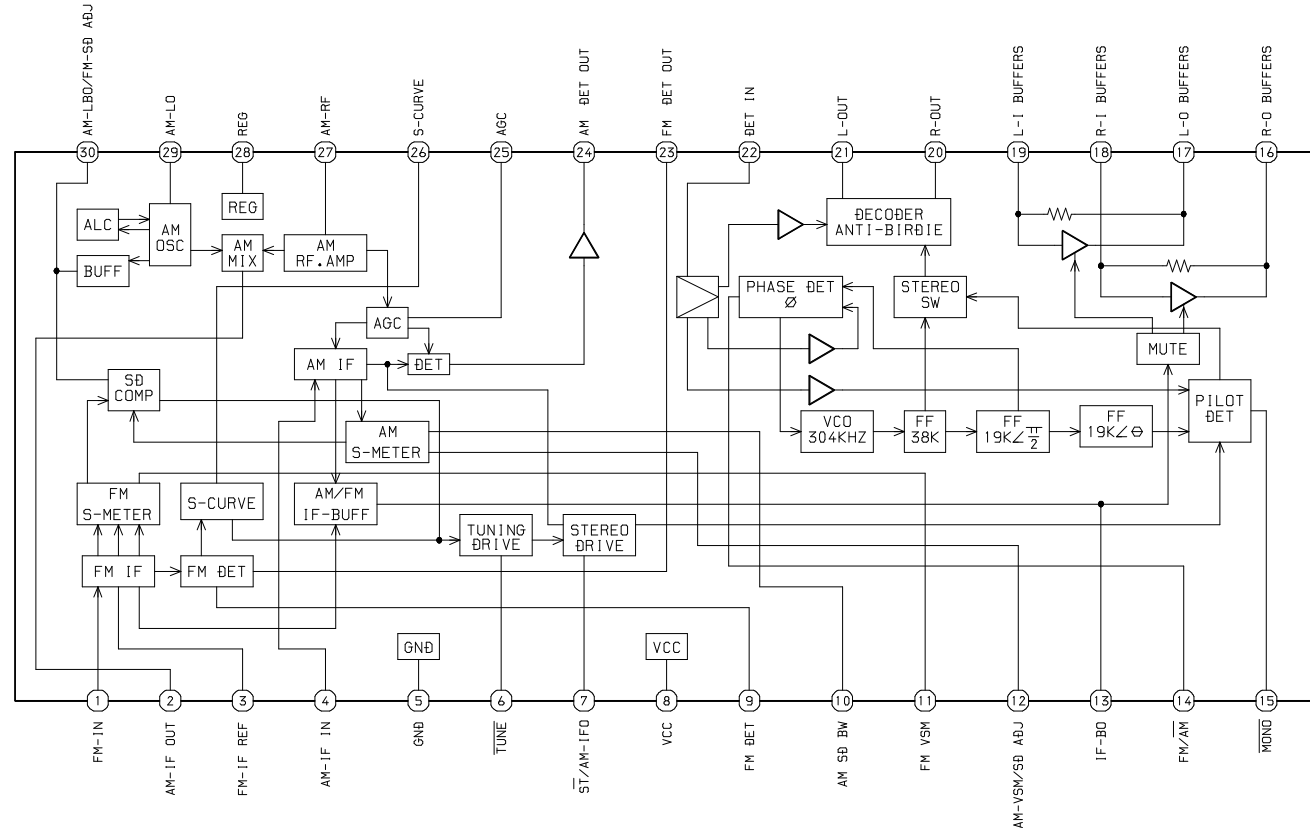 AM-LBO/FM-SD ADJ
AM-LO
REG
AM-RF
S-CURVE
AGC
AM DET OUT
FM DET OUT
DET IN
L-OUT
R-OUT
L-I BUFFERS
R-I BUFFERS
L-O BUFFERS
R-O BUFFERS
30
29
28
27
26
25
24
23
22
21
20
19
18
17
16
ALC
AM
OSC
REG
BUFF
AM
MIX
AM
RF.AMP
AGC
AM IF
DET
SD
COMP
AM
S-METER
FM
S-METER
S-CURVE
AM/FM
IF-BUFF
TUNING
DRIVE
STEREO
DRIVE
FM IF
FM DET
GND
VCC
DECODER
ANTI-BIRDIE
PHASE DET
Ø
STEREO
SW
MUTE
PILOT
DET
VCO
304KHZ
FF
38K
FF
19K∠π/2
FF
19K∠Θ
1
2
3
4
5
6
7
8
9
10
11
12
13
14
15
FM-IN
AM-IF OUT
FM-IF REF
AM-IF IN
GND
T̅U̅N̅E̅
S̅T̅/AM-IFO
VCC
FM DET
AM SD BW
FM VSM
AM-VSM/SD ADJ
IF-BO
FM/A̅M̅
M̅O̅N̅O̅